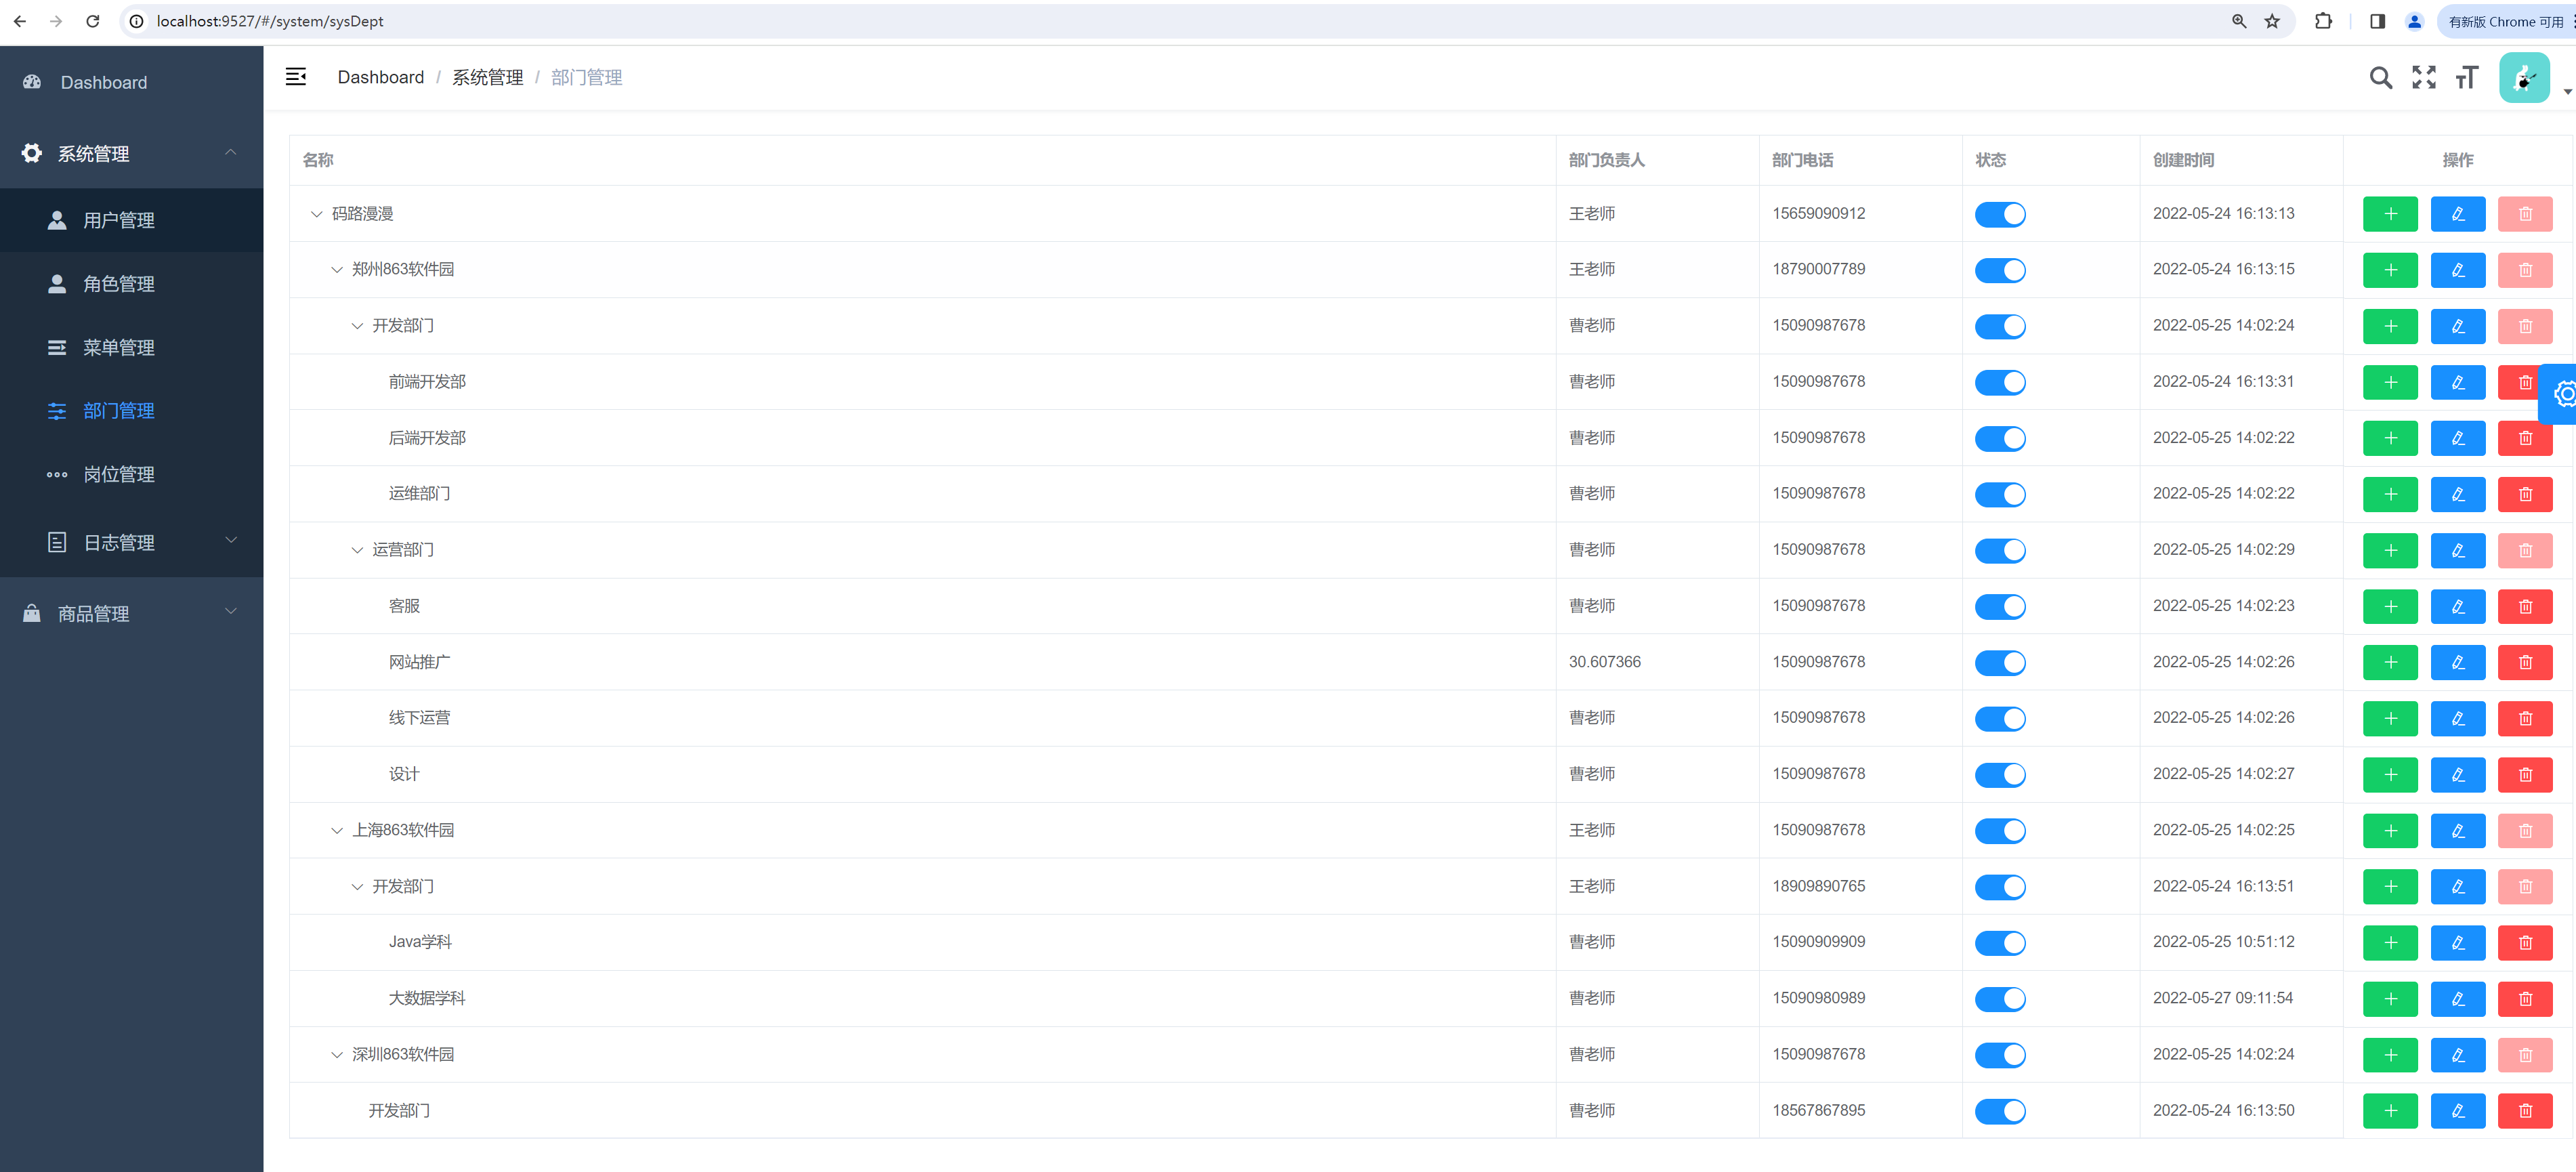 localhost:9527/#/system/sysDept
有新版 Chrome 可用
Dashboard
系统管理
用户管理
角色管理
菜单管理
部门管理
岗位管理
日志管理
商品管理
Dashboard / 系统管理 / 部门管理
名称 部门负责人 部门电话 状态 创建时间 操作
码路漫漫 王老师 15659090912 2022-05-24 16:13:13
郑州863软件园 王老师 18790007789 2022-05-24 16:13:15
开发部门 曹老师 15090987678 2022-05-25 14:02:24
前端开发部 曹老师 15090987678 2022-05-24 16:13:31
后端开发部 曹老师 15090987678 2022-05-25 14:02:22
运维部门 曹老师 15090987678 2022-05-25 14:02:22
运营部门 曹老师 15090987678 2022-05-25 14:02:29
客服 曹老师 15090987678 2022-05-25 14:02:23
网站推广 30.607366 15090987678 2022-05-25 14:02:26
线下运营 曹老师 15090987678 2022-05-25 14:02:26
设计 曹老师 15090987678 2022-05-25 14:02:27
上海863软件园 王老师 15090987678 2022-05-25 14:02:25
开发部门 王老师 18909890765 2022-05-24 16:13:51
Java学科 曹老师 15090909909 2022-05-25 10:51:12
大数据学科 曹老师 15090980989 2022-05-27 09:11:54
深圳863软件园 曹老师 15090987678 2022-05-25 14:02:24
开发部门 曹老师 18567867895 2022-05-24 16:13:50